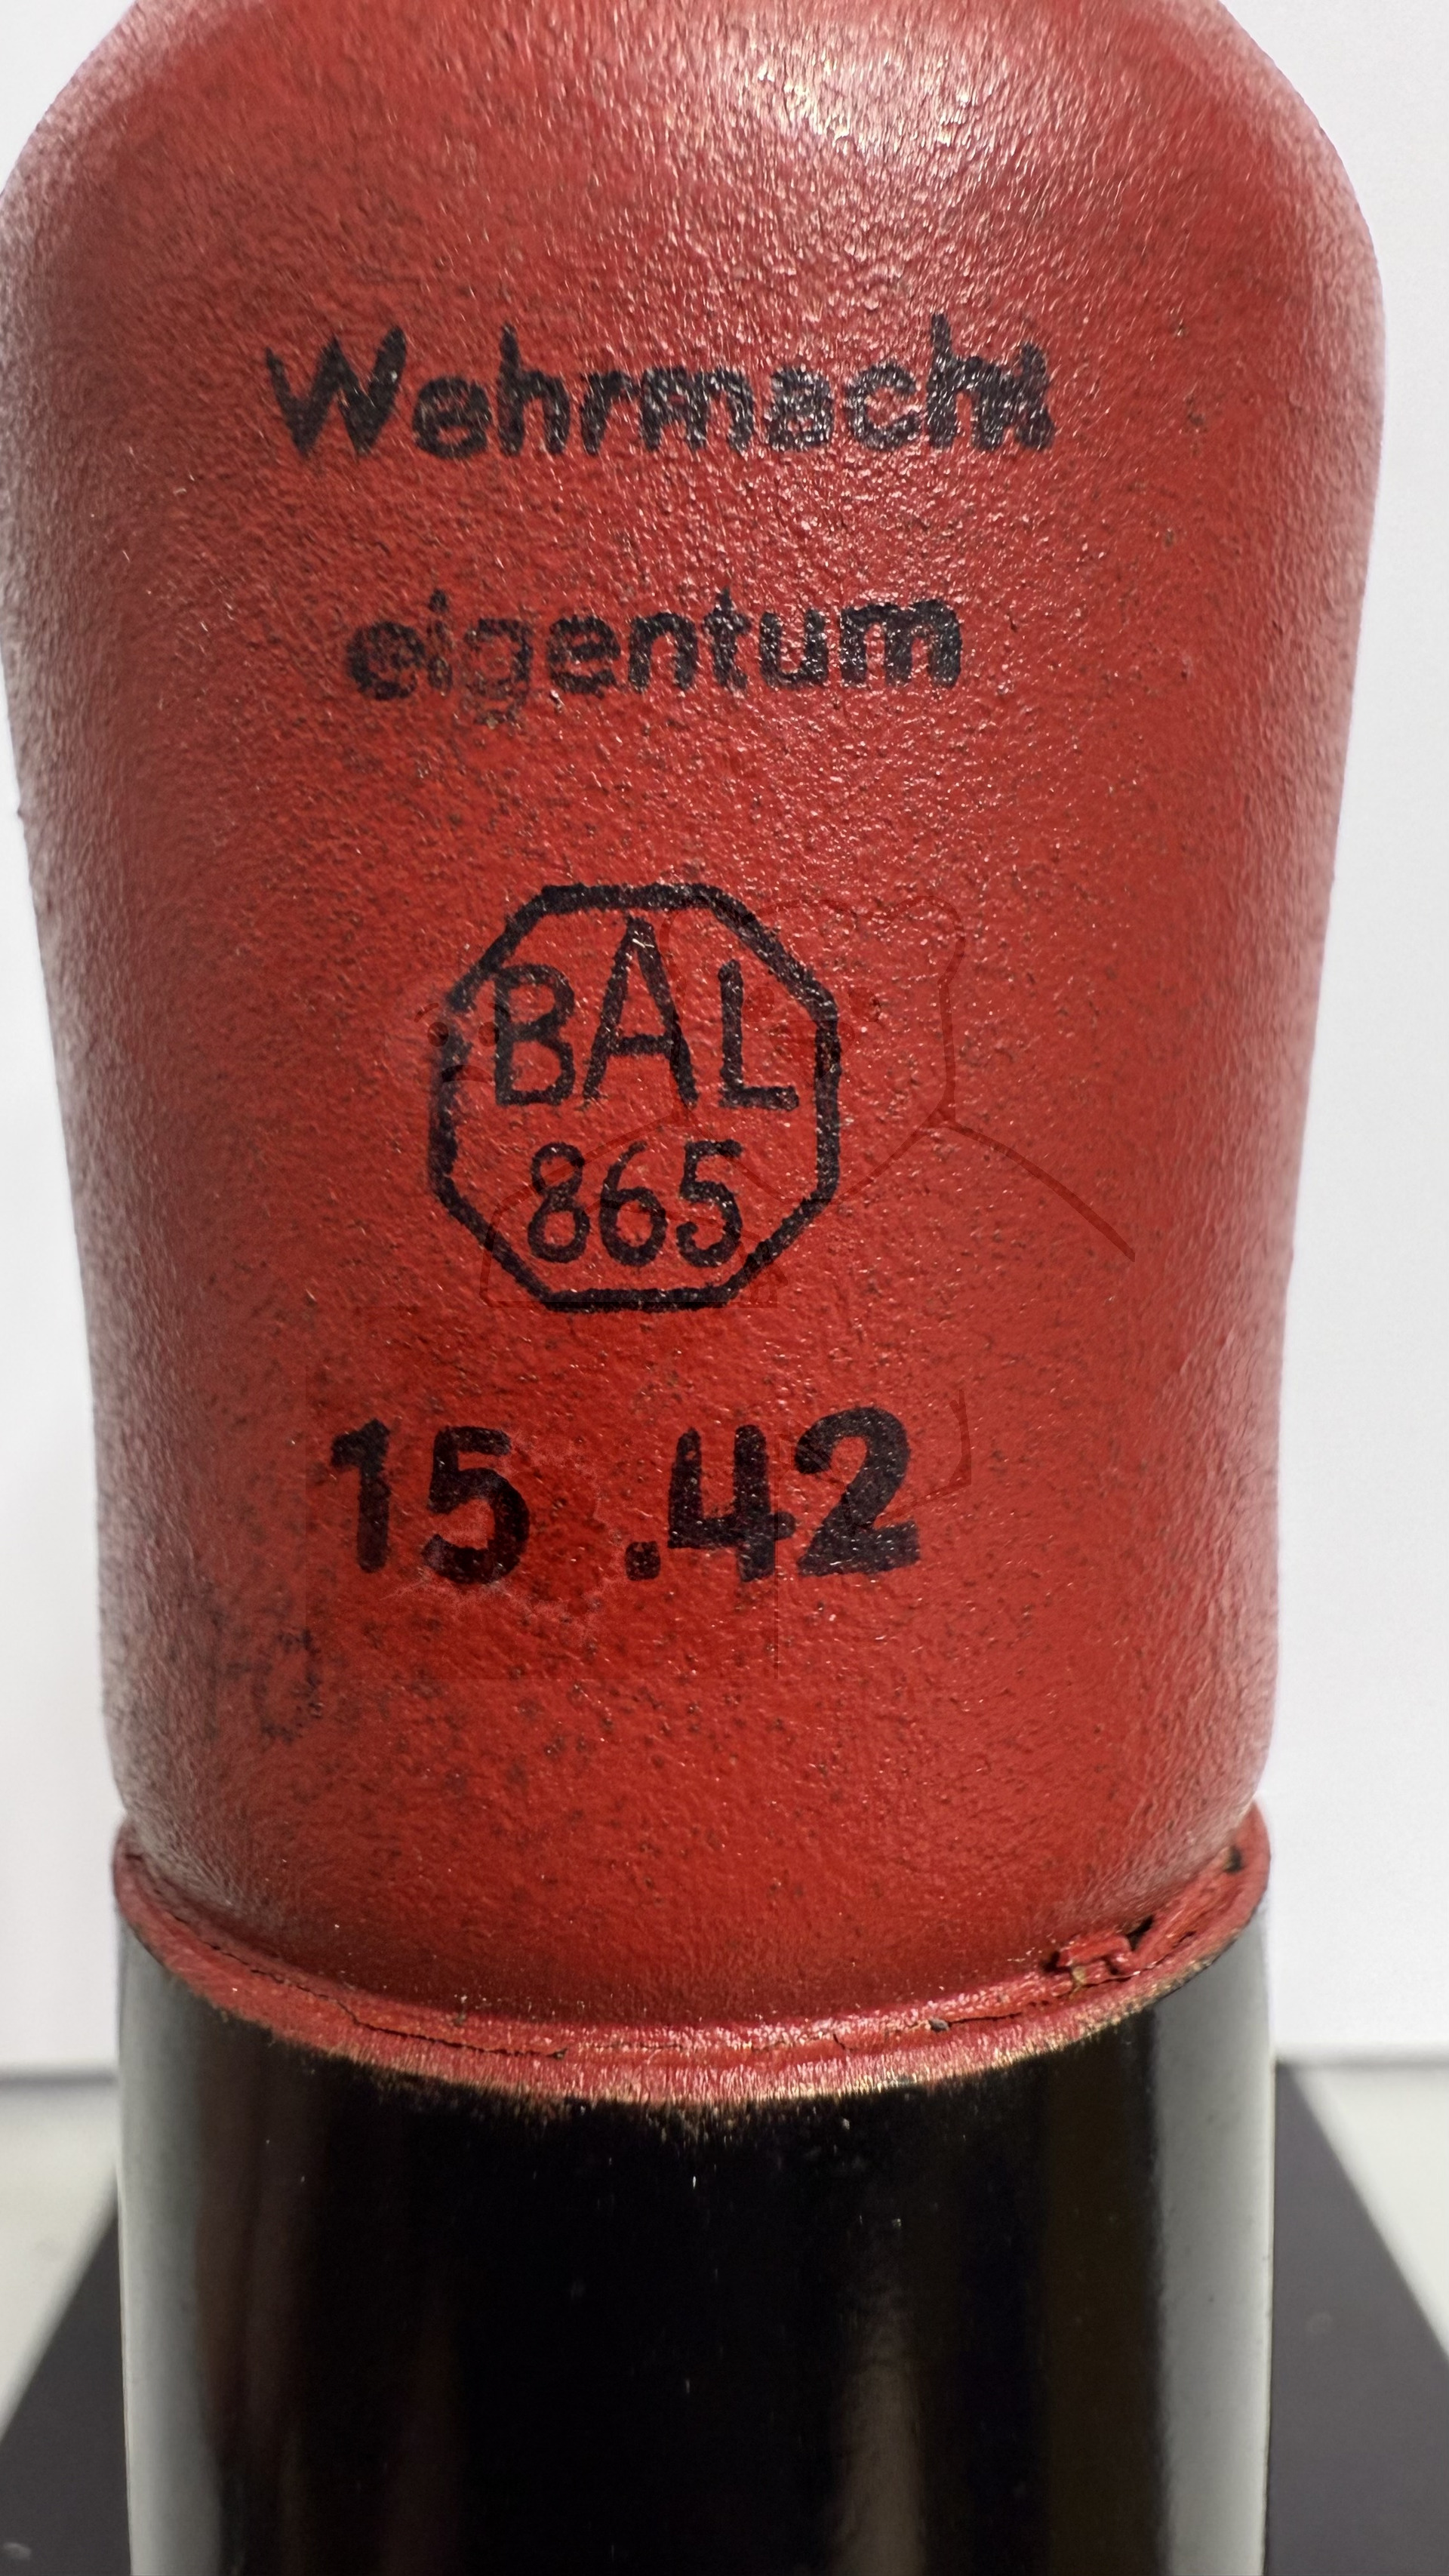 Wehrmacht
eigentum
BAL
865
15 .42